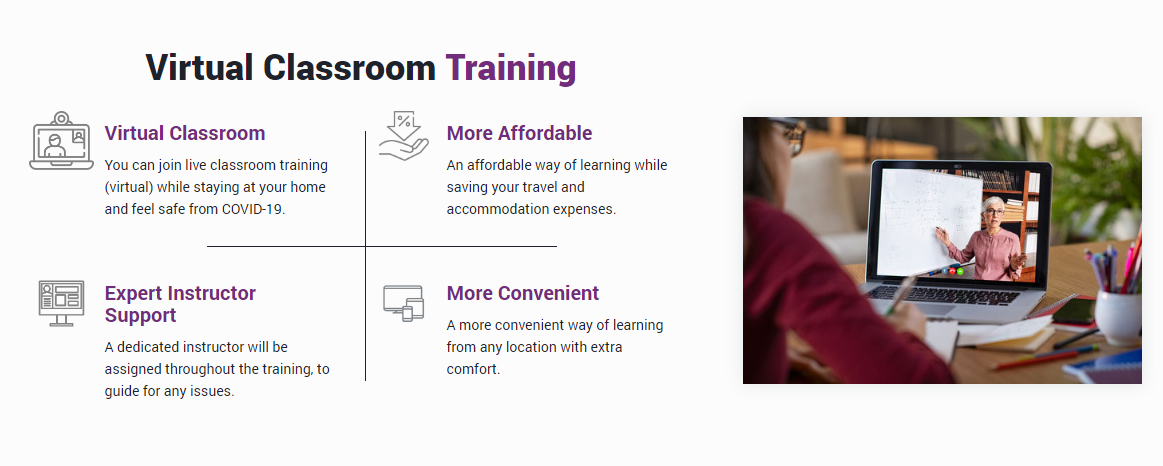 Virtual Classroom Training
Virtual Classroom
You can join live classroom training
(virtual) while staying at your home
and feel safe from COVID-19.
More Affordable
An affordable way of learning while
saving your travel and
accommodation expenses.
Expert Instructor
Support
A dedicated instructor will be
assigned throughout the training, to
guide for any issues.
More Convenient
A more convenient way of learning
from any location with extra
comfort.